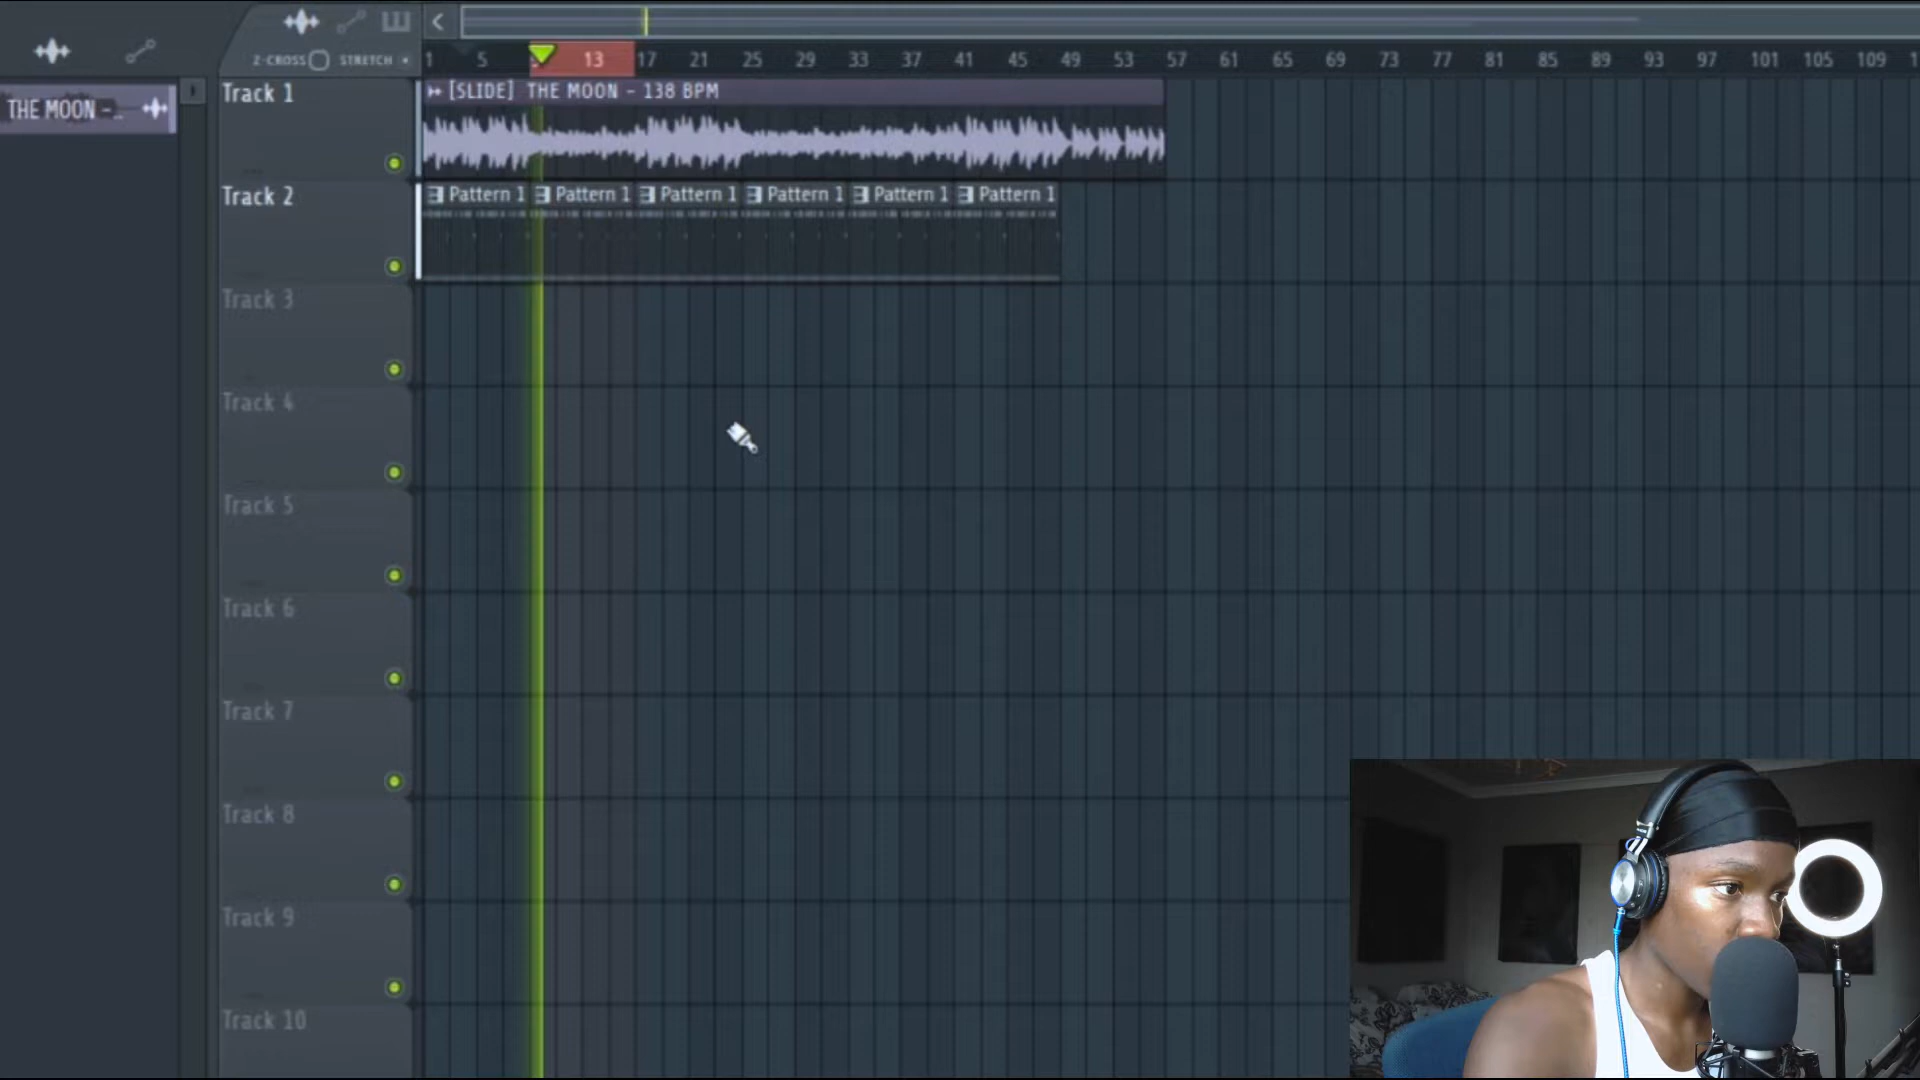 Z-CROSS STRETCH
1 5 13 17 21 25 29 33 37 41 45 49 53 57 61 65 69 73 77 81 85 89 93 97 101 105 109
THE MOON -..
Track 1
[SLIDE] THE MOON - 138 BPM
Track 2
Pattern 1 Pattern 1 Pattern 1 Pattern 1 Pattern 1 Pattern 1
Track 3
Track 4
Track 5
Track 6
Track 7
Track 8
Track 9
Track 10